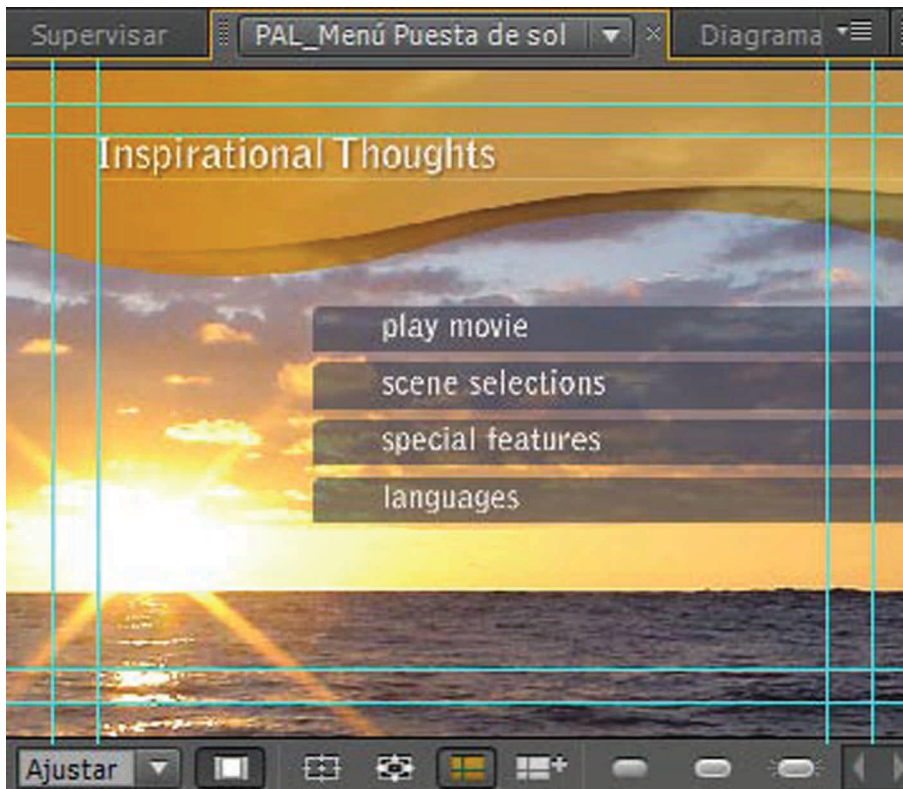 Supervisar PAL_Menú Puesta de sol Diagrama
Inspirational Thoughts
play movie
scene selections
special features
languages
Ajustar